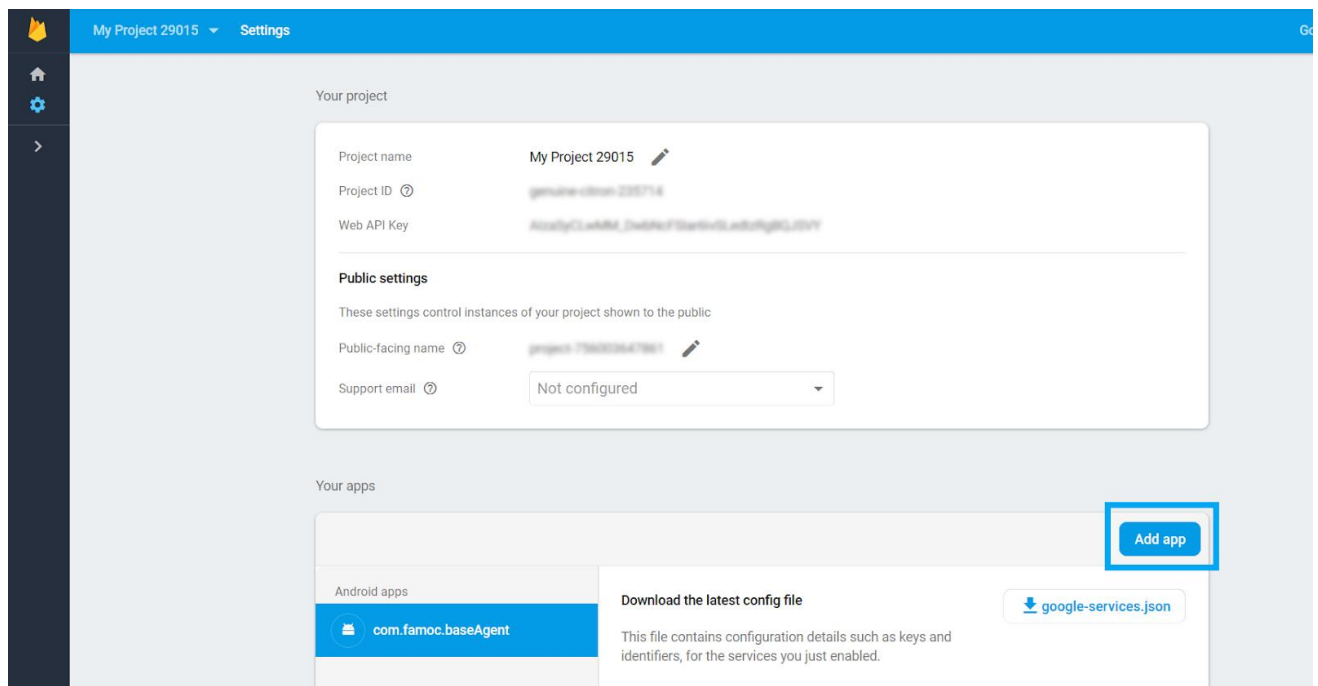 My Project 29015 Settings Go
Your project
Project name My Project 29015
Project ID
Web API Key
Public settings
These settings control instances of your project shown to the public
Public-facing name
Support email Not configured
Your apps
Add app
Android apps
com.famoc.baseAgent
Download the latest config file
google-services.json
This file contains configuration details such as keys and
identifiers, for the services you just enabled.